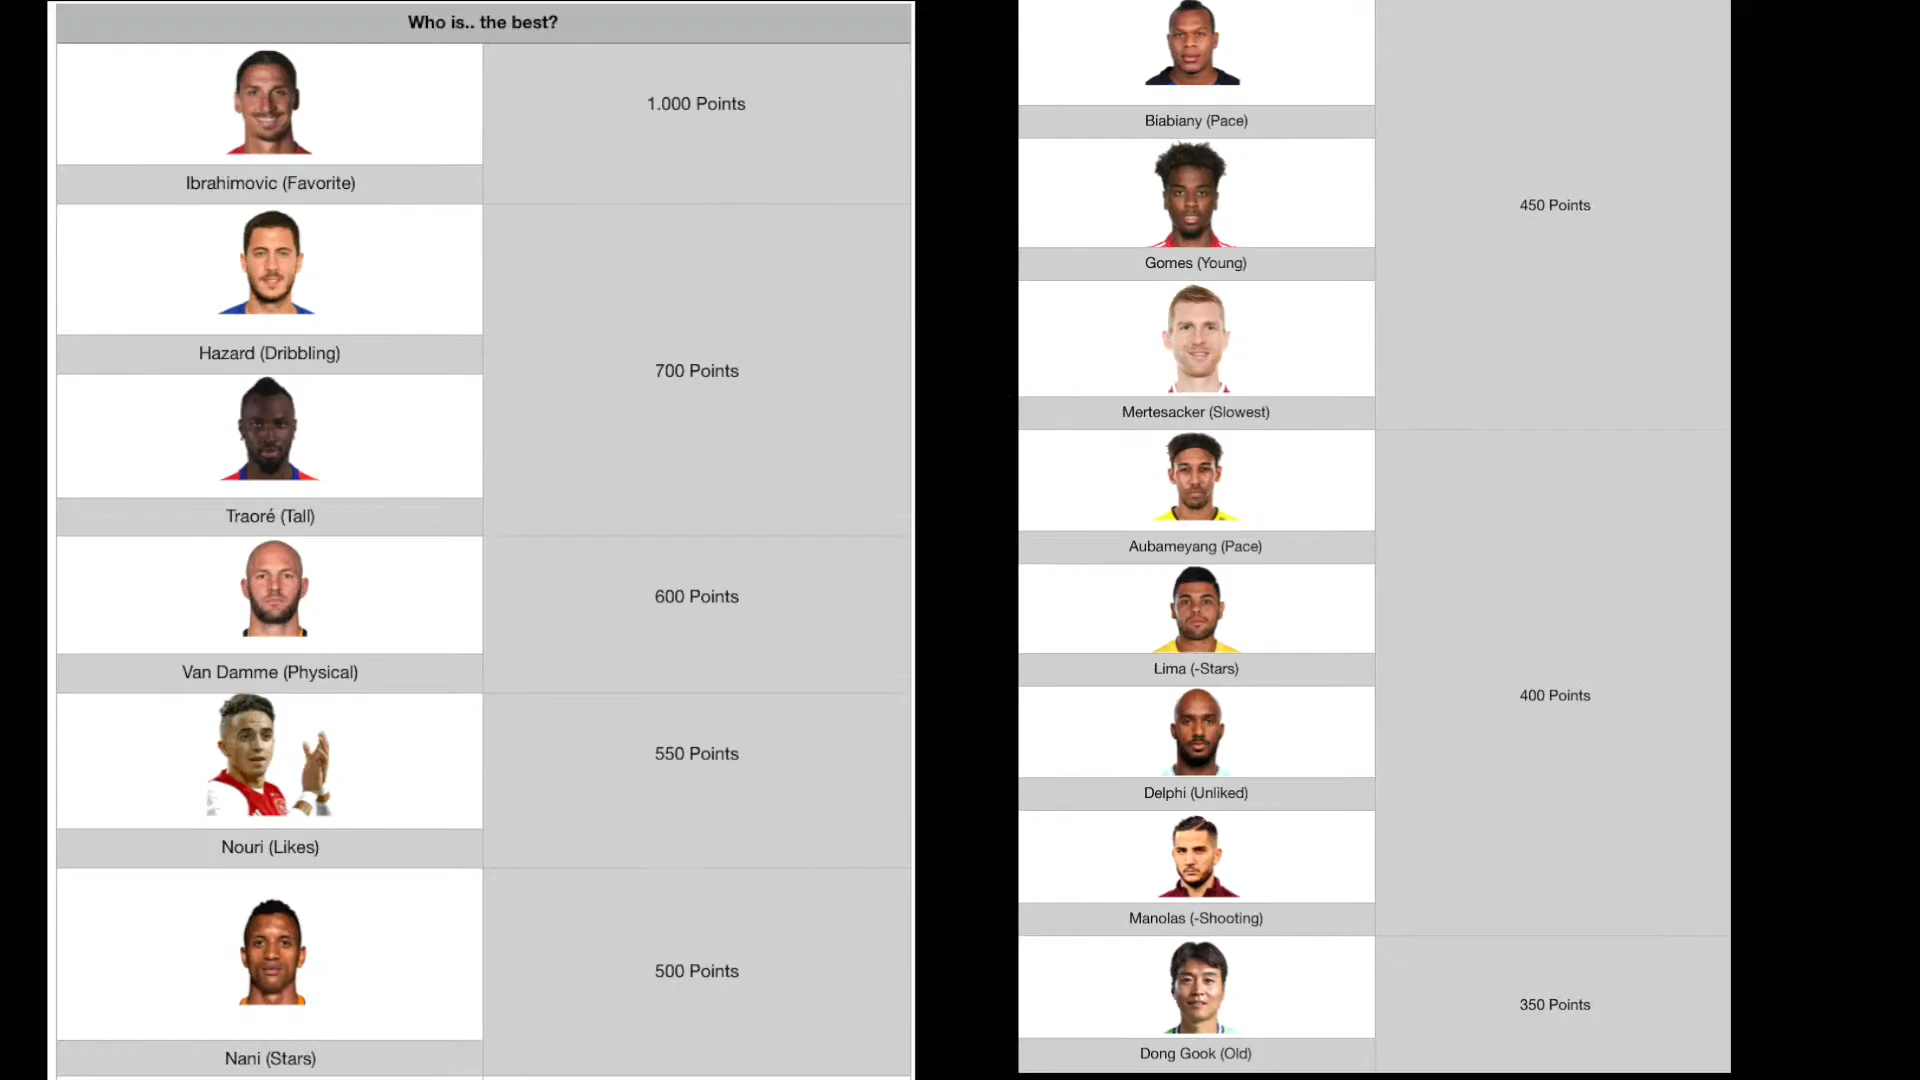 Who is.. the best?
1.000 Points
Ibrahimovic (Favorite)
Hazard (Dribbling)
700 Points
Traoré (Tall)
600 Points
Van Damme (Physical)
550 Points
Nouri (Likes)
500 Points
Nani (Stars)
Biabiany (Pace)
450 Points
Gomes (Young)
Mertesacker (Slowest)
Aubameyang (Pace)
Lima (-Stars)
400 Points
Delphi (Unliked)
Manolas (-Shooting)
350 Points
Dong Gook (Old)